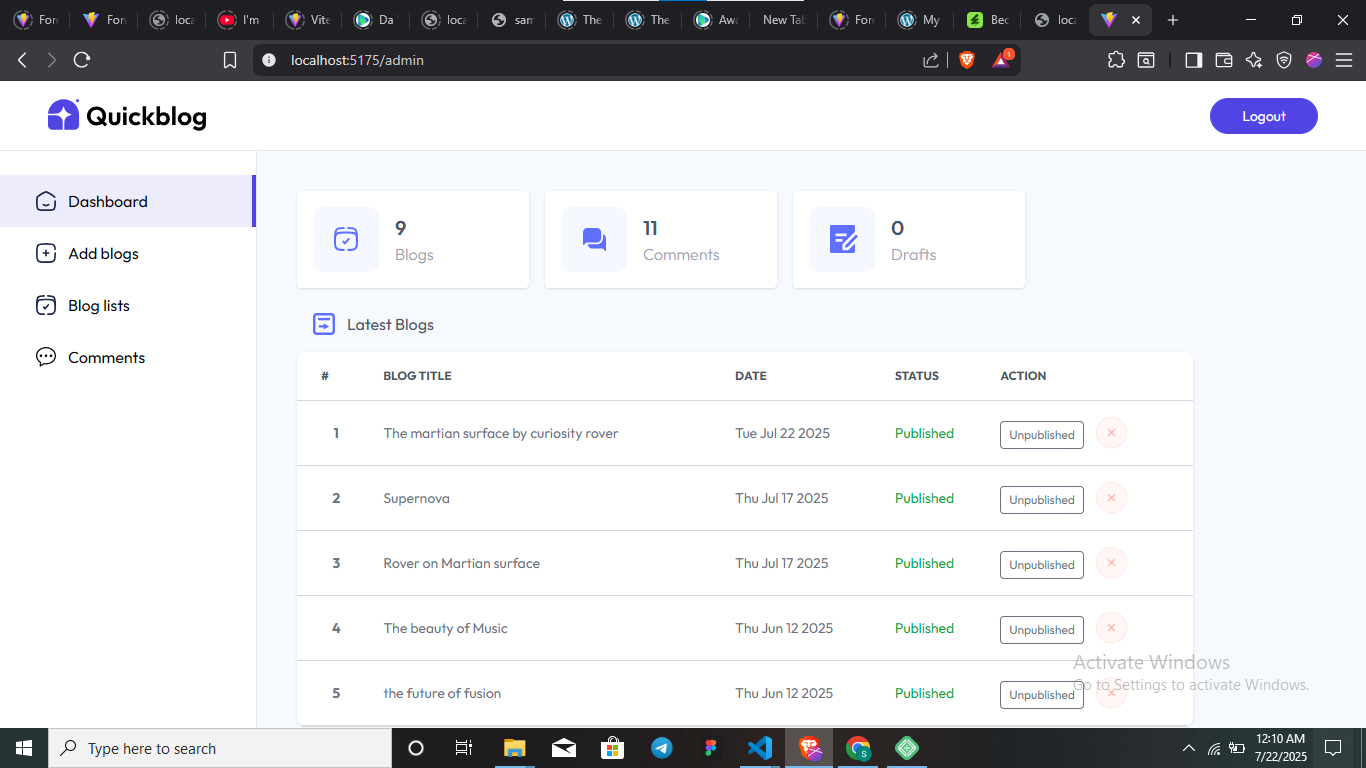 For
For
loca
I'm
Vite
Da
loca
sam
The
The
Awa
New Tab
For
My
Bec
loca
localhost:5175/admin
1
Quickblog
Logout
Dashboard
Add blogs
Blog lists
Comments
9
Blogs
11
Comments
0
Drafts
Latest Blogs
# BLOG TITLE DATE STATUS ACTION
1 The martian surface by curiosity rover Tue Jul 22 2025 Published Unpublished
2 Supernova Thu Jul 17 2025 Published Unpublished
3 Rover on Martian surface Thu Jul 17 2025 Published Unpublished
4 The beauty of Music Thu Jun 12 2025 Published Unpublished
5 the future of fusion Thu Jun 12 2025 Published Unpublished
Activate Windows
Go to Settings to activate Windows.
Type here to search
S
12:10 AM
7/22/2025